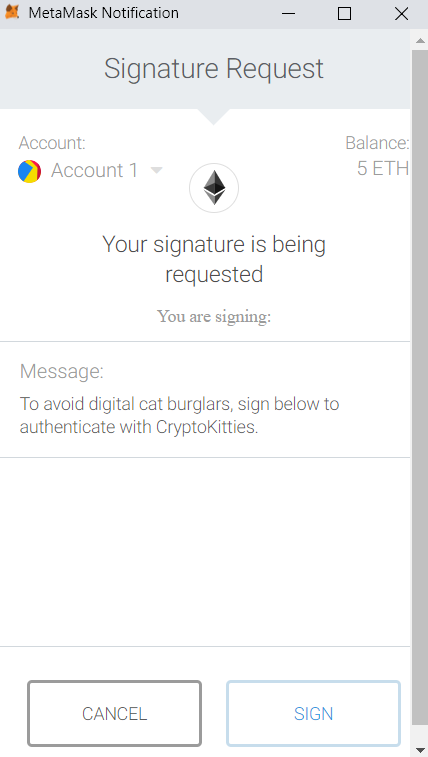 MetaMask Notification
Signature Request
Account:
Balance:
Account 1
5 ETH
Your signature is being
requested
You are signing:
Message:
To avoid digital cat burglars, sign below to
authenticate with CryptoKitties.
CANCEL
SIGN